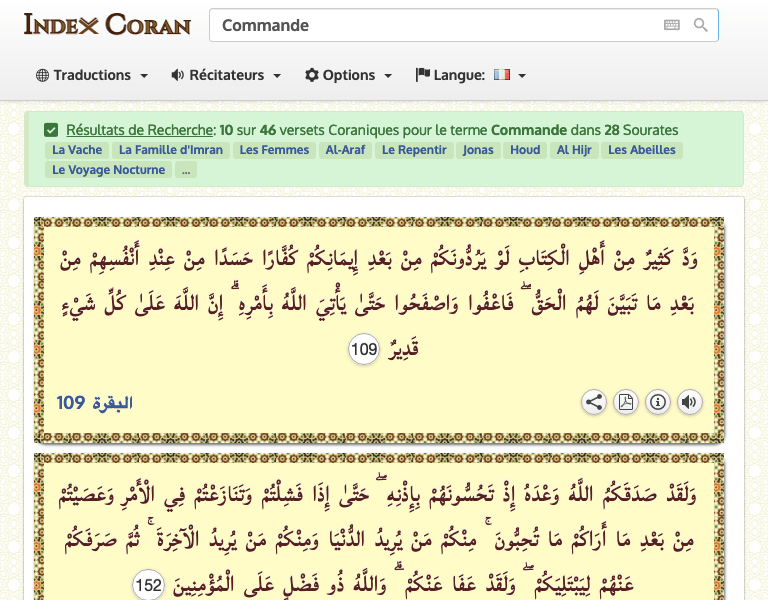 INDEX CORAN
Commande
Traductions
Récitateurs
Options
Langue:
Résultats de Recherche: 10 sur 46 versets Coraniques pour le terme Commande dans 28 Sourates
La Vache La Famille d'Imran Les Femmes Al-Araf Le Repentir Jonas Houd Al Hijr Les Abeilles
Le Voyage Nocturne ...
وَدَّ كَثِيرٌ مِنْ أَهْلِ الْكِتَابِ لَوْ يَرُدُّونَكُمْ مِنْ بَعْدِ إِيمَانِكُمْ كُفَّارًا حَسَدًا مِنْ عِنْدِ أَنْفُسِهِمْ مِنْ
بَعْدِ مَا تَبَيَّنَ لَهُمُ الْحَقُّ ۖ فَاعْفُوا وَاصْفَحُوا حَتَّىٰ يَأْتِيَ اللَّهُ بِأَمْرِهِ ۗ إِنَّ اللَّهَ عَلَىٰ كُلِّ شَيْءٍ
قَدِيرٌ 109
البقرة 109
وَلَقَدْ صَدَقَكُمُ اللَّهُ وَعْدَهُ إِذْ تَحُسُّونَهُمْ بِإِذْنِهِ ۖ حَتَّىٰ إِذَا فَشِلْتُمْ وَتَنَازَعْتُمْ فِي الْأَمْرِ وَعَصَيْتُمْ
مِنْ بَعْدِ مَا أَرَاكُمْ مَا تُحِبُّونَ ۚ مِنْكُمْ مَنْ يُرِيدُ الدُّنْيَا وَمِنْكُمْ مَنْ يُرِيدُ الْآخِرَةَ ۚ ثُمَّ صَرَفَكُمْ
عَنْهُمْ لِيَبْتَلِيَكُمْ ۖ وَلَقَدْ عَفَا عَنْكُمْ ۗ وَاللَّهُ ذُو فَضْلٍ عَلَى الْمُؤْمِنِينَ 152